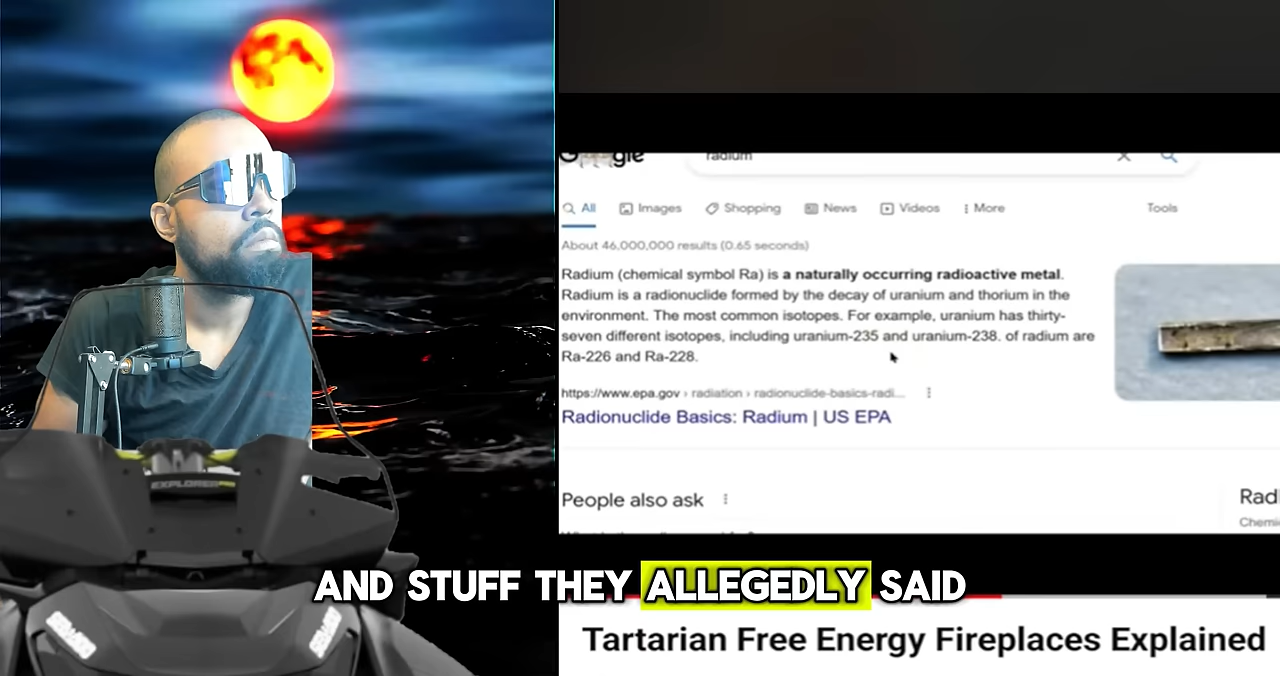 Google radium
All Images Shopping News Videos More Tools
About 46,000,000 results (0.65 seconds)
Radium (chemical symbol Ra) is a naturally occurring radioactive metal.
Radium is a radionuclide formed by the decay of uranium and thorium in the
environment. The most common isotopes. For example, uranium has thirty-
seven different isotopes, including uranium-235 and uranium-238. of radium are
Ra-226 and Ra-228.
https://www.epa.gov › radiation › radionuclide-basics-radi...
Radionuclide Basics: Radium | US EPA
People also ask
Radi
Chemi
EXPLORER
AND STUFF THEY ALLEGEDLY SAID
Tartarian Free Energy Fireplaces Explained